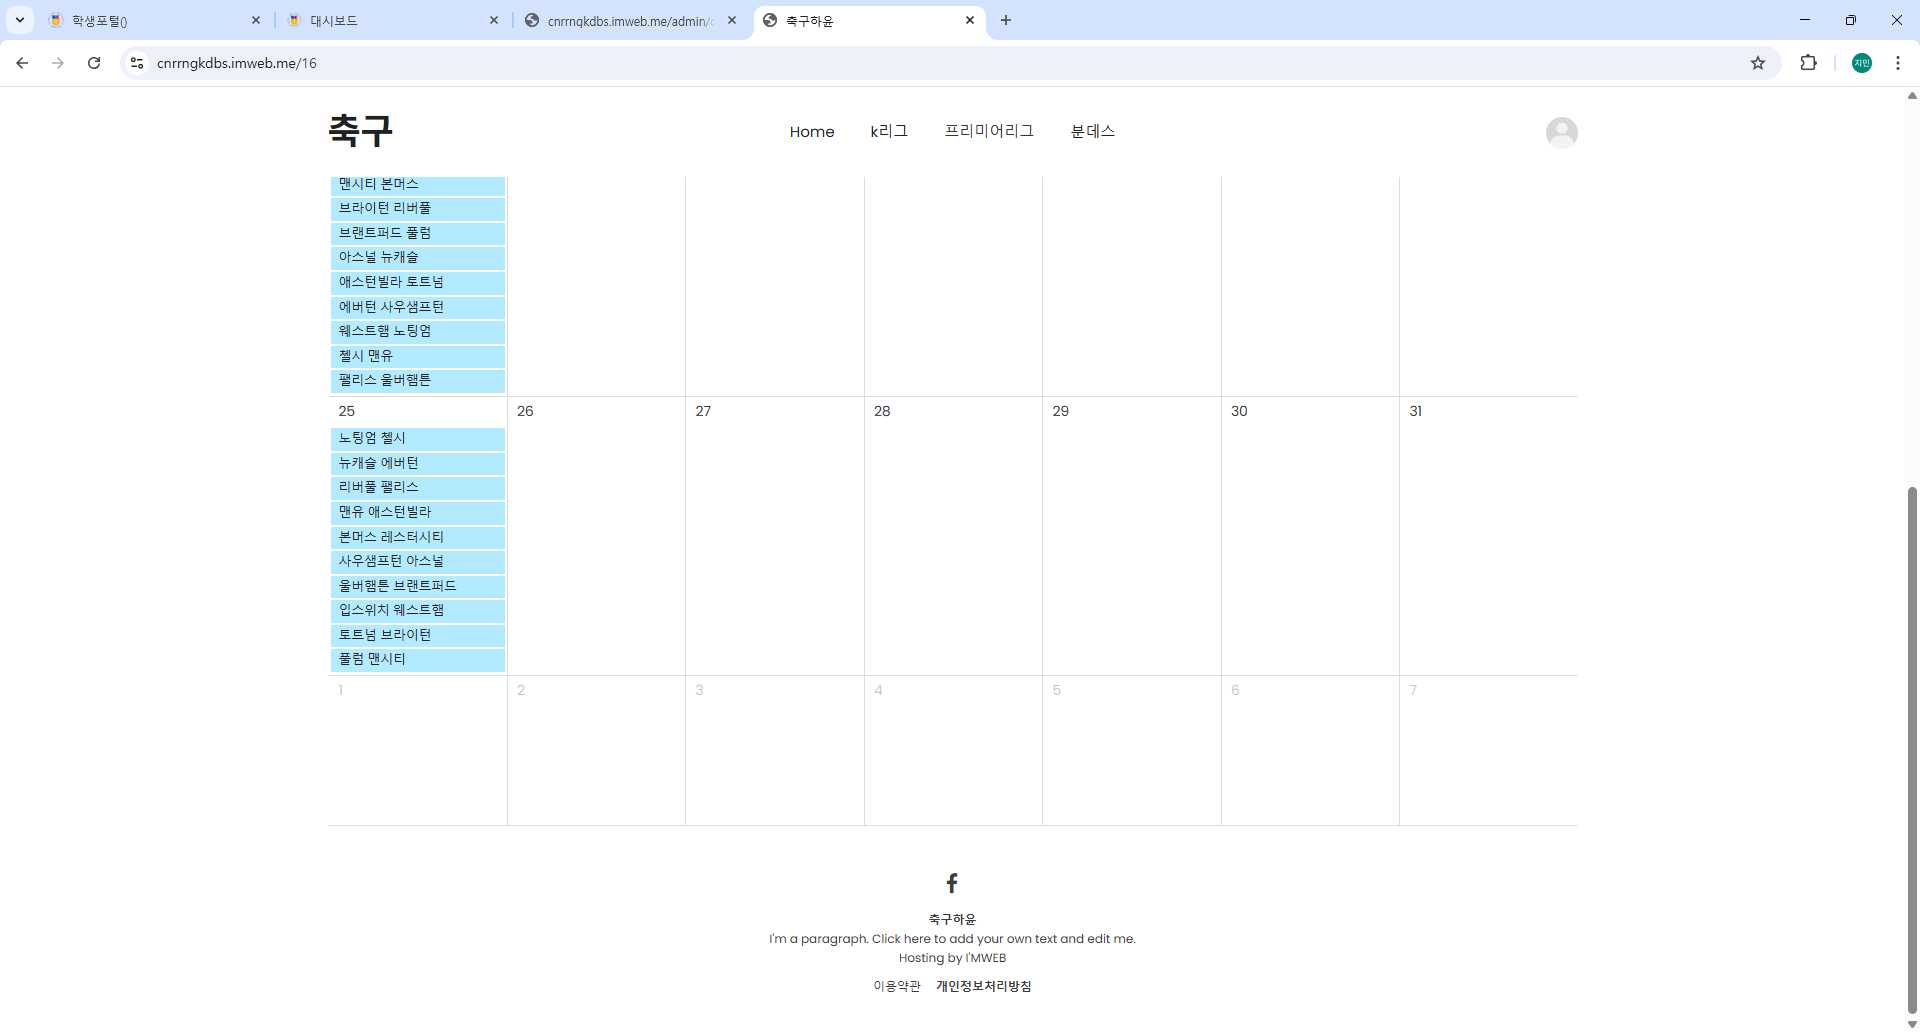 학생포털()
대시보드
cnrrngkdbs.imweb.me/admin/
축구하윤
cnrrngkdbs.imweb.me/16
지민
축구
Home k리그 프리미어리그 분데스
맨시티 본머스
브라이턴 리버풀
브랜트퍼드 풀럼
아스널 뉴캐슬
애스턴빌라 토트넘
에버턴 사우샘프턴
웨스트햄 노팅엄
첼시 맨유
팰리스 울버햄튼
25 26 27 28 29 30 31
노팅엄 첼시
뉴캐슬 에버턴
리버풀 팰리스
맨유 애스턴빌라
본머스 레스터시티
사우샘프턴 아스널
울버햄튼 브랜트퍼드
입스위치 웨스트햄
토트넘 브라이턴
풀럼 맨시티
1 2 3 4 5 6 7
축구하윤
I'm a paragraph. Click here to add your own text and edit me.
Hosting by I'MWEB
이용약관 개인정보처리방침